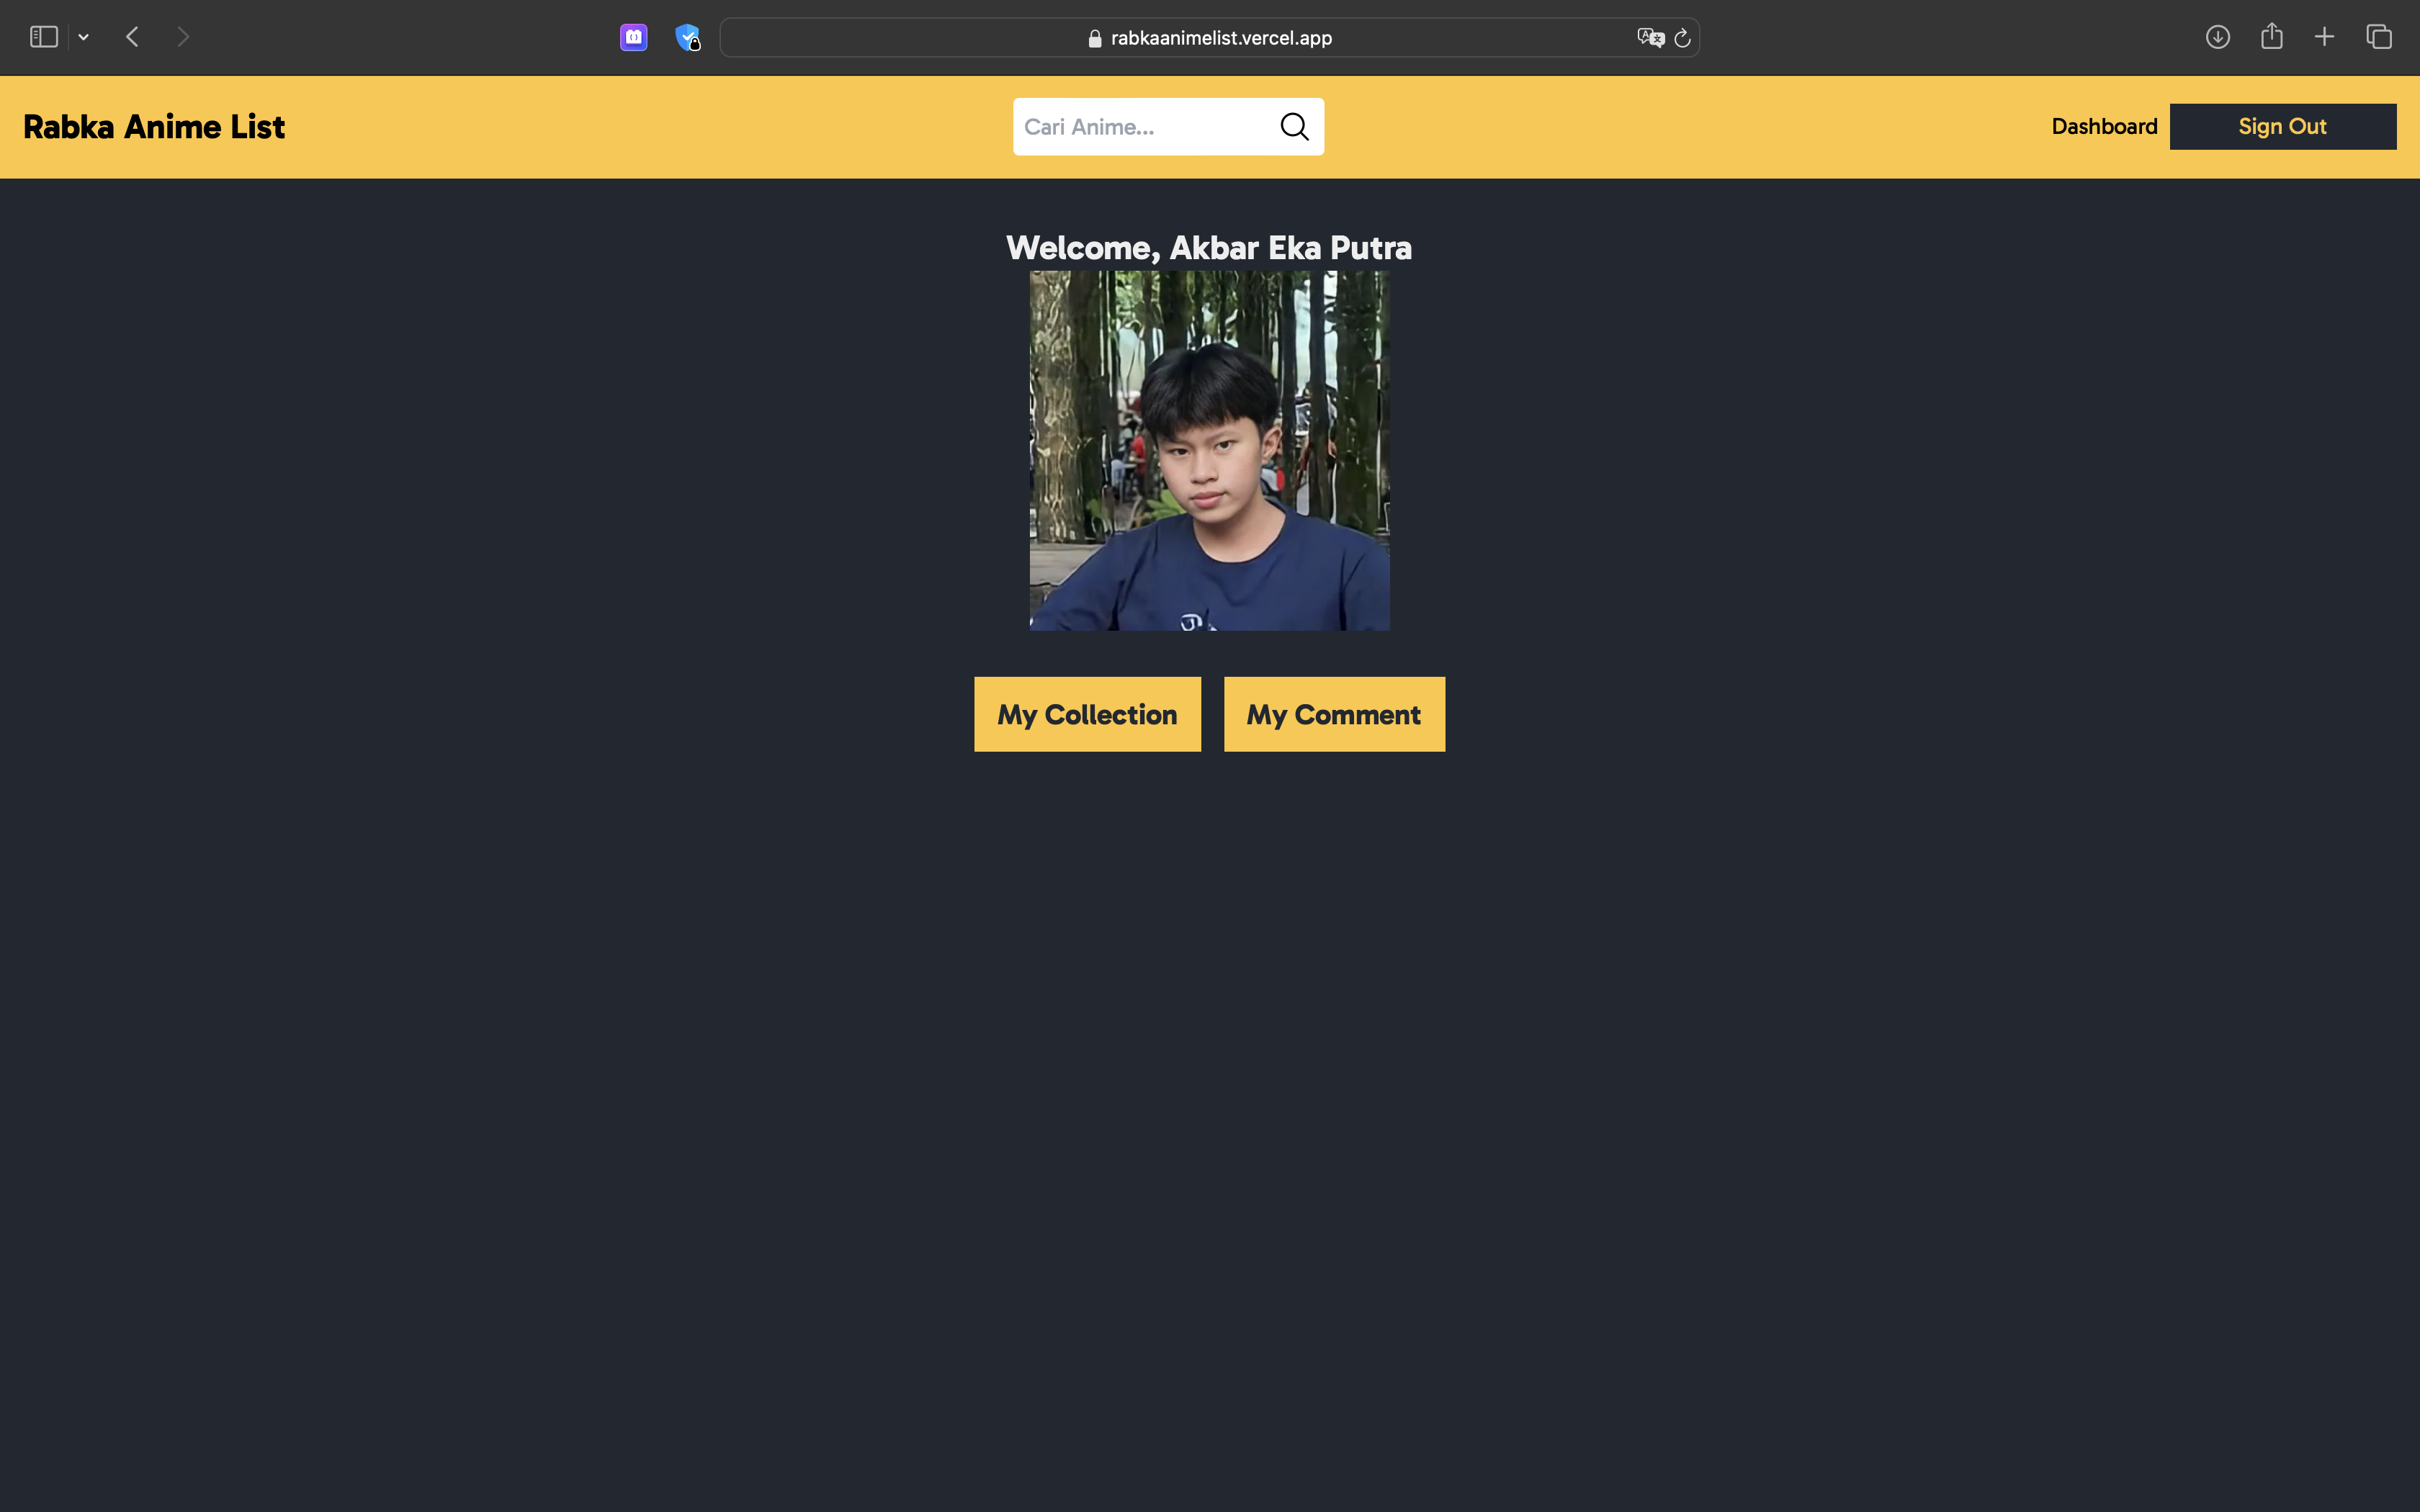 rabkaanimelist.vercel.app
Rabka Anime List
Cari Anime...
Dashboard
Sign Out
Welcome, Akbar Eka Putra
My Collection
My Comment